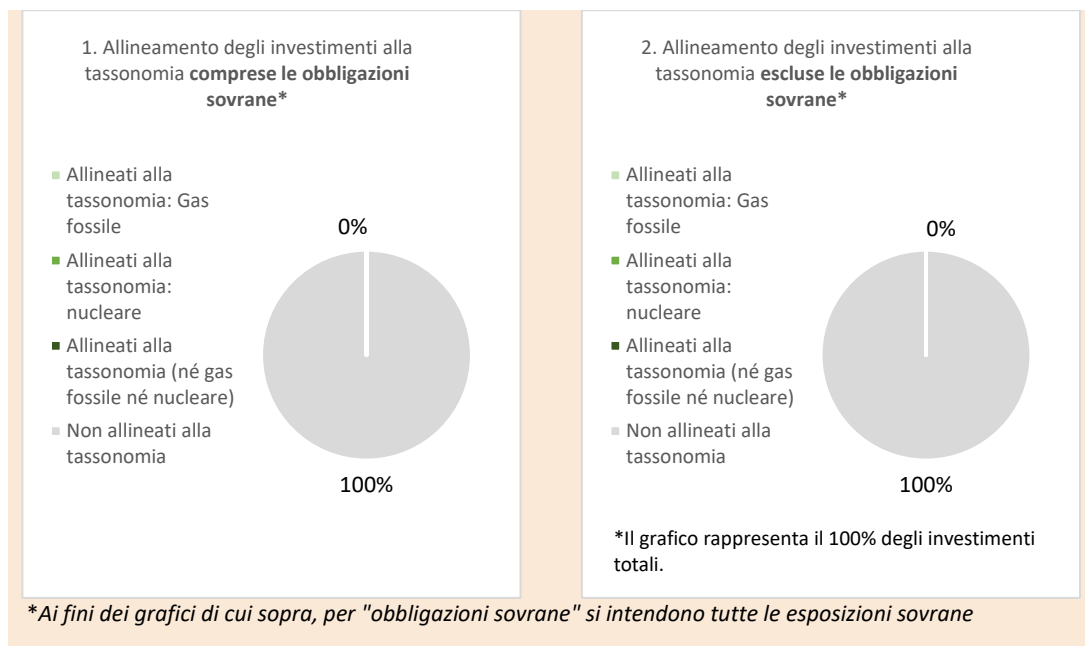 1. Allineamento degli investimenti alla
tassonomia comprese le obbligazioni
sovrane*
Allineati alla
tassonomia: Gas
fossile
Allineati alla
tassonomia:
nucleare
Allineati alla
tassonomia (né gas
fossile né nucleare)
Non allineati alla
tassonomia
0%
100%
2. Allineamento degli investimenti alla
tassonomia escluse le obbligazioni
sovrane*
Allineati alla
tassonomia: Gas
fossile
Allineati alla
tassonomia:
nucleare
Allineati alla
tassonomia (né gas
fossile né nucleare)
Non allineati alla
tassonomia
0%
100%
*Il grafico rappresenta il 100% degli investimenti
totali.
*Ai fini dei grafici di cui sopra, per "obbligazioni sovrane" si intendono tutte le esposizioni sovrane